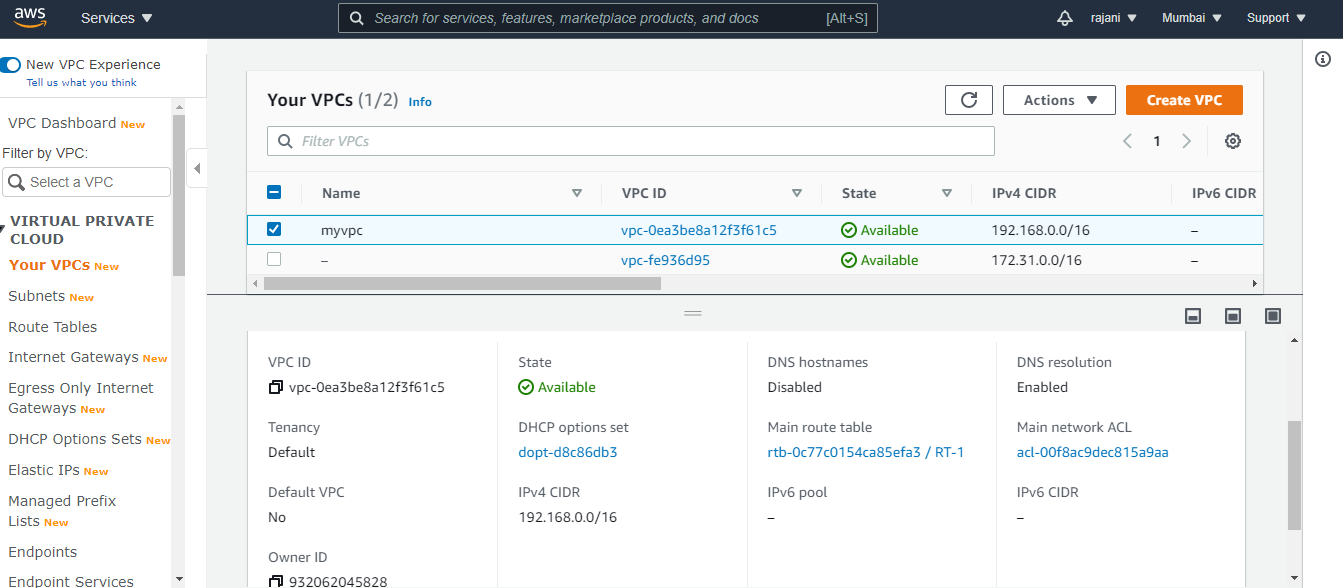 aws Services Search for services, features, marketplace products, and docs [Alt+S] rajani Mumbai Support
New VPC Experience
Tell us what you think
VPC Dashboard New
Filter by VPC:
Select a VPC
VIRTUAL PRIVATE
CLOUD
Your VPCs New
Subnets New
Route Tables
Internet Gateways New
Egress Only Internet
Gateways New
DHCP Options Sets New
Elastic IPs New
Managed Prefix
Lists New
Endpoints
Endpoint Services
Your VPCs (1/2) Info Actions Create VPC
Filter VPCs 1
Name VPC ID State IPv4 CIDR IPv6 CIDR
myvpc vpc-0ea3be8a12f3f61c5 Available 192.168.0.0/16 –
– vpc-fe936d95 Available 172.31.0.0/16 –
VPC ID State DNS hostnames DNS resolution
vpc-0ea3be8a12f3f61c5 Available Disabled Enabled
Tenancy DHCP options set Main route table Main network ACL
Default dopt-d8c86db3 rtb-0c77c0154ca85efa3 / RT-1 acl-00f8ac9dec815a9aa
Default VPC IPv4 CIDR IPv6 pool IPv6 CIDR
No 192.168.0.0/16 – –
Owner ID
932062045828